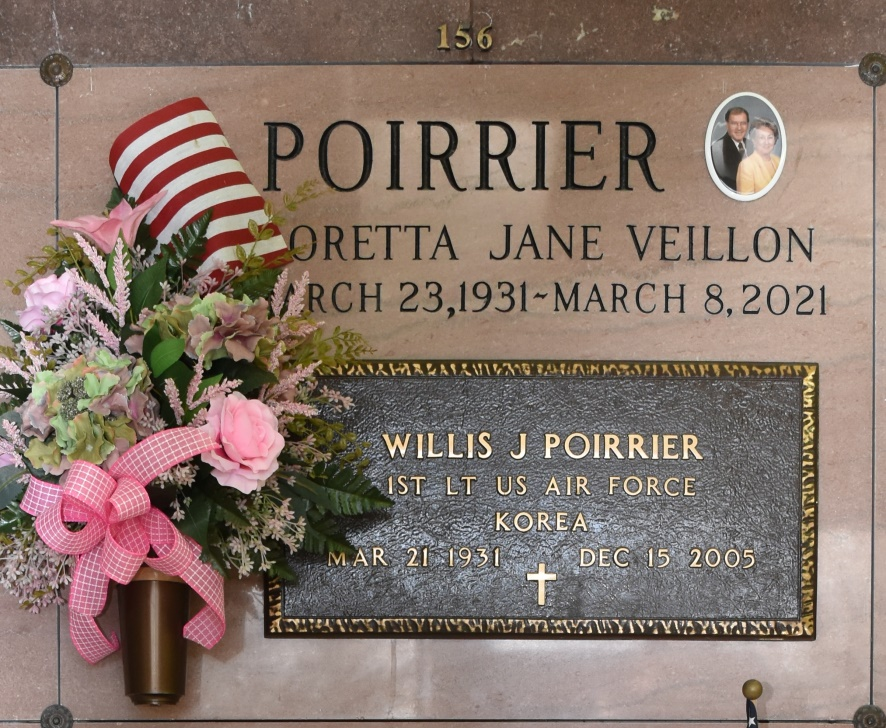 156
POIRRIER
ORETTA JANE VEILLON
ARCH 23,1931~MARCH 8,2021
WILLIS J POIRRIER
1ST LT US AIR FORCE
KOREA
MAR 21 1931 DEC 15 2005